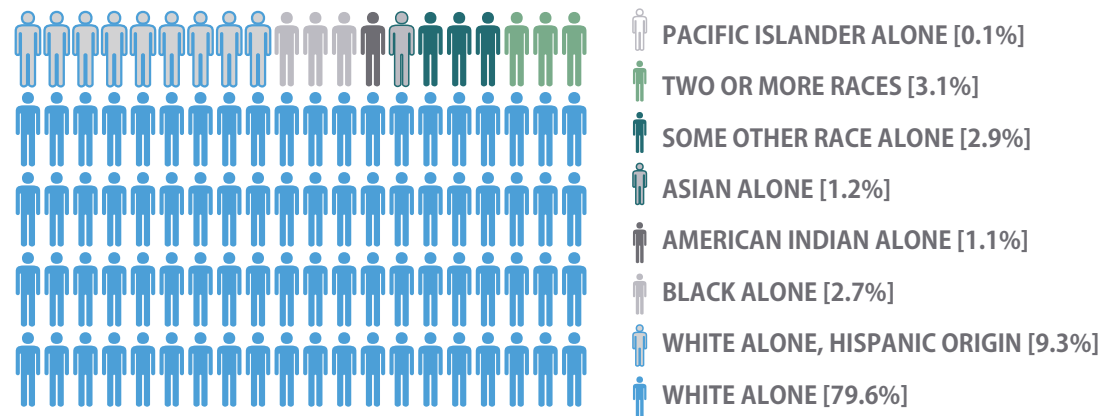 PACIFIC ISLANDER ALONE [0.1%]
TWO OR MORE RACES [3.1%]
SOME OTHER RACE ALONE [2.9%]
ASIAN ALONE [1.2%]
AMERICAN INDIAN ALONE [1.1%]
BLACK ALONE [2.7%]
WHITE ALONE, HISPANIC ORIGIN [9.3%]
WHITE ALONE [79.6%]